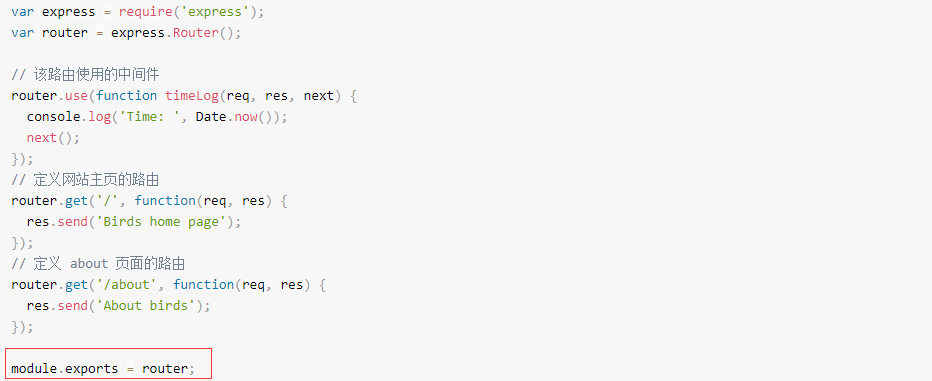 var express = require('express');
var router = express.Router();
// 该路由使用的中间件
router.use(function timeLog(req, res, next) {
  console.log('Time: ', Date.now());
  next();
});
// 定义网站主页的路由
router.get('/', function(req, res) {
  res.send('Birds home page');
});
// 定义 about 页面的路由
router.get('/about', function(req, res) {
  res.send('About birds');
});
module.exports = router;